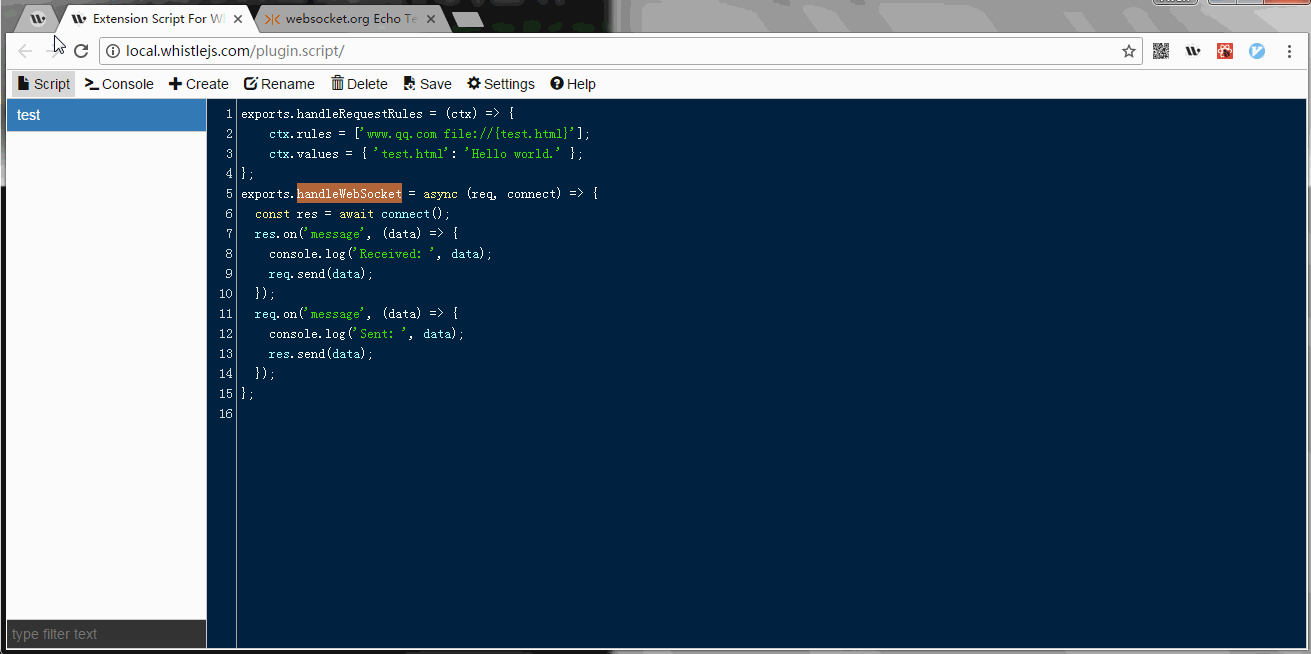 Extension Script For W
websocket.org Echo Te
local.whistlejs.com/plugin.script/
Script Console Create Rename Delete Save Settings Help
test
1 exports.handleRequestRules = (ctx) => {
2 ctx.rules = ['www.qq.com file://{test.html}'];
3 ctx.values = { 'test.html': 'Hello world.' };
4 };
5 exports.handleWebSocket = async (req, connect) => {
6 const res = await connect();
7 res.on('message', (data) => {
8 console.log('Received: ', data);
9 req.send(data);
10 });
11 req.on('message', (data) => {
12 console.log('Sent: ', data);
13 res.send(data);
14 });
15 };
16
type filter text